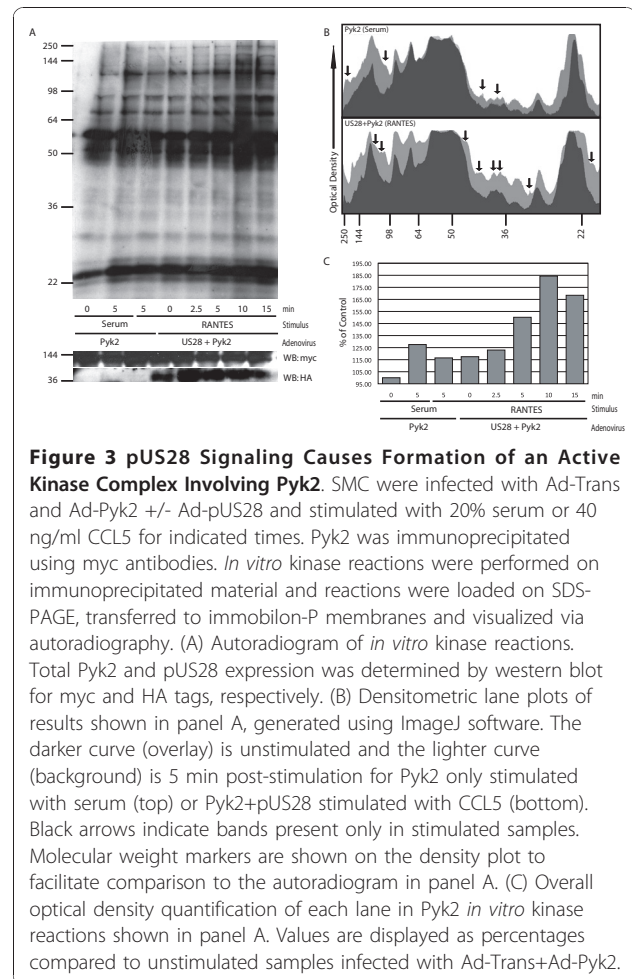 A
250
144
98
64
50
36
22
0 5 5 0 2.5 5 10 15 min
Serum RANTES Stimulus
Pyk2 US28 + Pyk2 Adenovirus
144 WB: myc
36 WB: HA
B
Pyk2 (Serum)
US28+Pyk2 (RANTES)
Optical Density
250 144 98 64 50 36 22
C
195.00
185.00
175.00
165.00
155.00
145.00
135.00
125.00
115.00
105.00
95.00
% of Control
0 5 5 0 2.5 5 10 15 min
Serum RANTES Stimulus
Pyk2 US28 + Pyk2 Adenovirus
Figure 3 pUS28 Signaling Causes Formation of an Active
Kinase Complex Involving Pyk2. SMC were infected with Ad-Trans
and Ad-Pyk2 +/- Ad-pUS28 and stimulated with 20% serum or 40
ng/ml CCL5 for indicated times. Pyk2 was immunoprecipitated
using myc antibodies. In vitro kinase reactions were performed on
immunoprecipitated material and reactions were loaded on SDS-
PAGE, transferred to immobilon-P membranes and visualized via
autoradiography. (A) Autoradiogram of in vitro kinase reactions.
Total Pyk2 and pUS28 expression was determined by western blot
for myc and HA tags, respectively. (B) Densitometric lane plots of
results shown in panel A, generated using ImageJ software. The
darker curve (overlay) is unstimulated and the lighter curve
(background) is 5 min post-stimulation for Pyk2 only stimulated
with serum (top) or Pyk2+pUS28 stimulated with CCL5 (bottom).
Black arrows indicate bands present only in stimulated samples.
Molecular weight markers are shown on the density plot to
facilitate comparison to the autoradiogram in panel A. (C) Overall
optical density quantification of each lane in Pyk2 in vitro kinase
reactions shown in panel A. Values are displayed as percentages
compared to unstimulated samples infected with Ad-Trans+Ad-Pyk2.